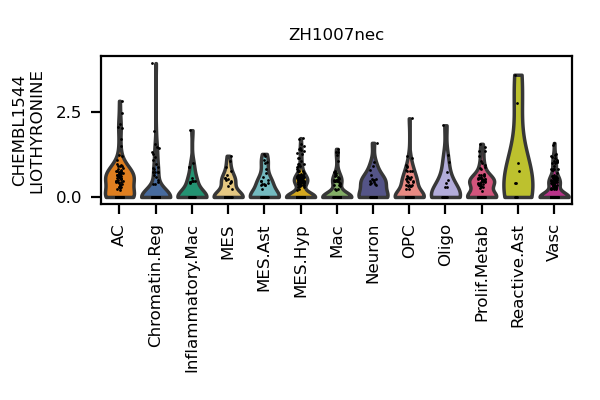 ZH1007nec
CHEMBL1544
LIOTHYRONINE
2.5
0.0
AC
Chromatin.Reg
Inflammatory.Mac
MES
MES.Ast
MES.Hyp
Mac
Neuron
OPC
Oligo
Prolif.Metab
Reactive.Ast
Vasc